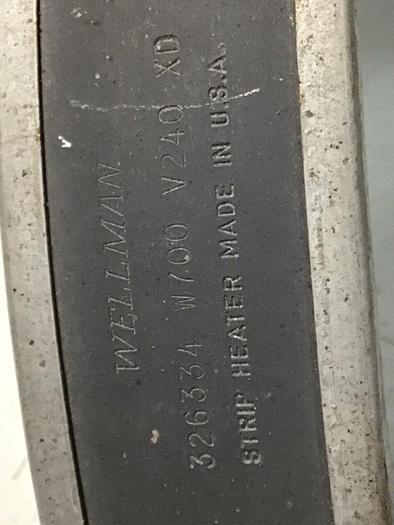 WELLMAN
326334 W700 V240 XD
STRIP HEATER MADE IN U.S.A.